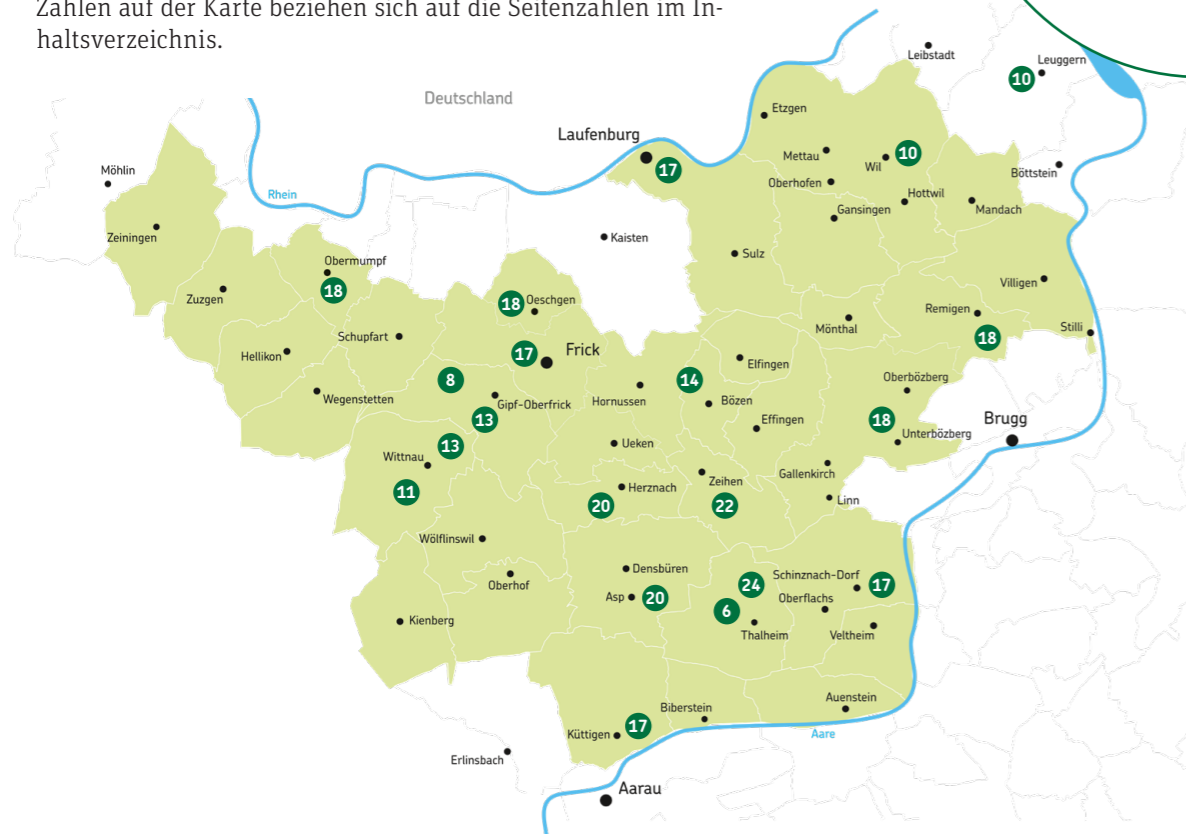 Zahlen auf der Karte beziehen sich auf die Seitenzahlen im In-
haltsverzeichnis.
Leibstadt
Leuggern
10
Deutschland
Etzgen
Laufenburg
17
Mettau
Wil
10
Böttstein
Möhlin
Oberhofen
Rhein
Hottwil
Gansingen
Mandach
Zeiningen
Kaisten
Sulz
Obermumpf
18
Villigen
Zuzgen
18
Oeschgen
Remigen
18
Mönthal
Stilli
Schupfart
Hellikon
17
Frick
Elfingen
8
14
Oberbözberg
Wegenstetten
Gipf-Oberfrick
13
Hornussen
Bözen
Effingen
18
Unterbözberg
Brugg
13
Wittnau
Ueken
11
Gallenkirch
Zeihen
22
Herznach
20
Linn
Wölflinswil
Oberhof
Densbüren
Asp
20
24
6
Thalheim
Schinznach-Dorf
17
Oberflachs
Veltheim
Kienberg
Auenstein
Biberstein
Küttigen
17
Aare
Erlinsbach
Aarau